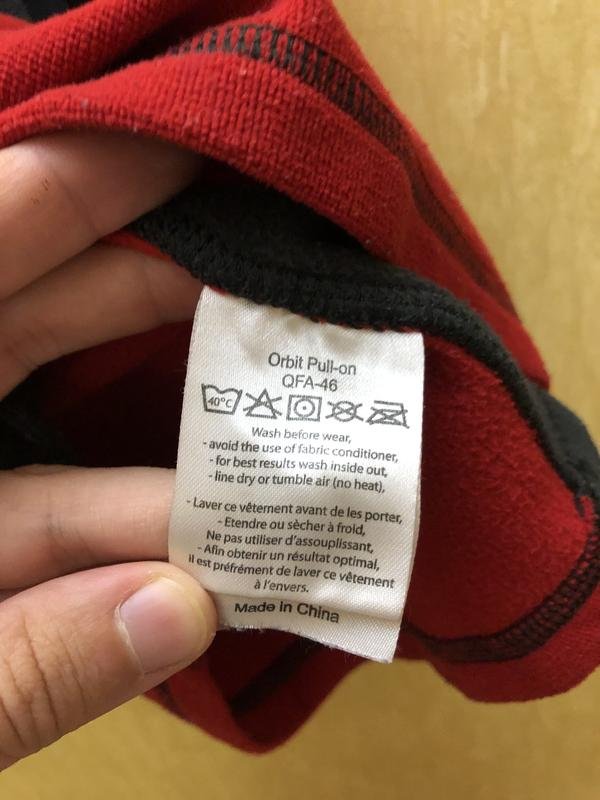 Orbit Pull-on
QFA-46
40°C
Wash before wear,
- avoid the use of fabric conditioner,
- for best results wash inside out,
- line dry or tumble air (no heat),
- Laver ce vêtement avant de les porter,
- Etendre ou sècher à froid,
Ne pas utiliser d'assouplissant,
- Afin obtenir un résultat optimal,
il est préfrément de laver ce vêtement
à l'envers.
Made in China